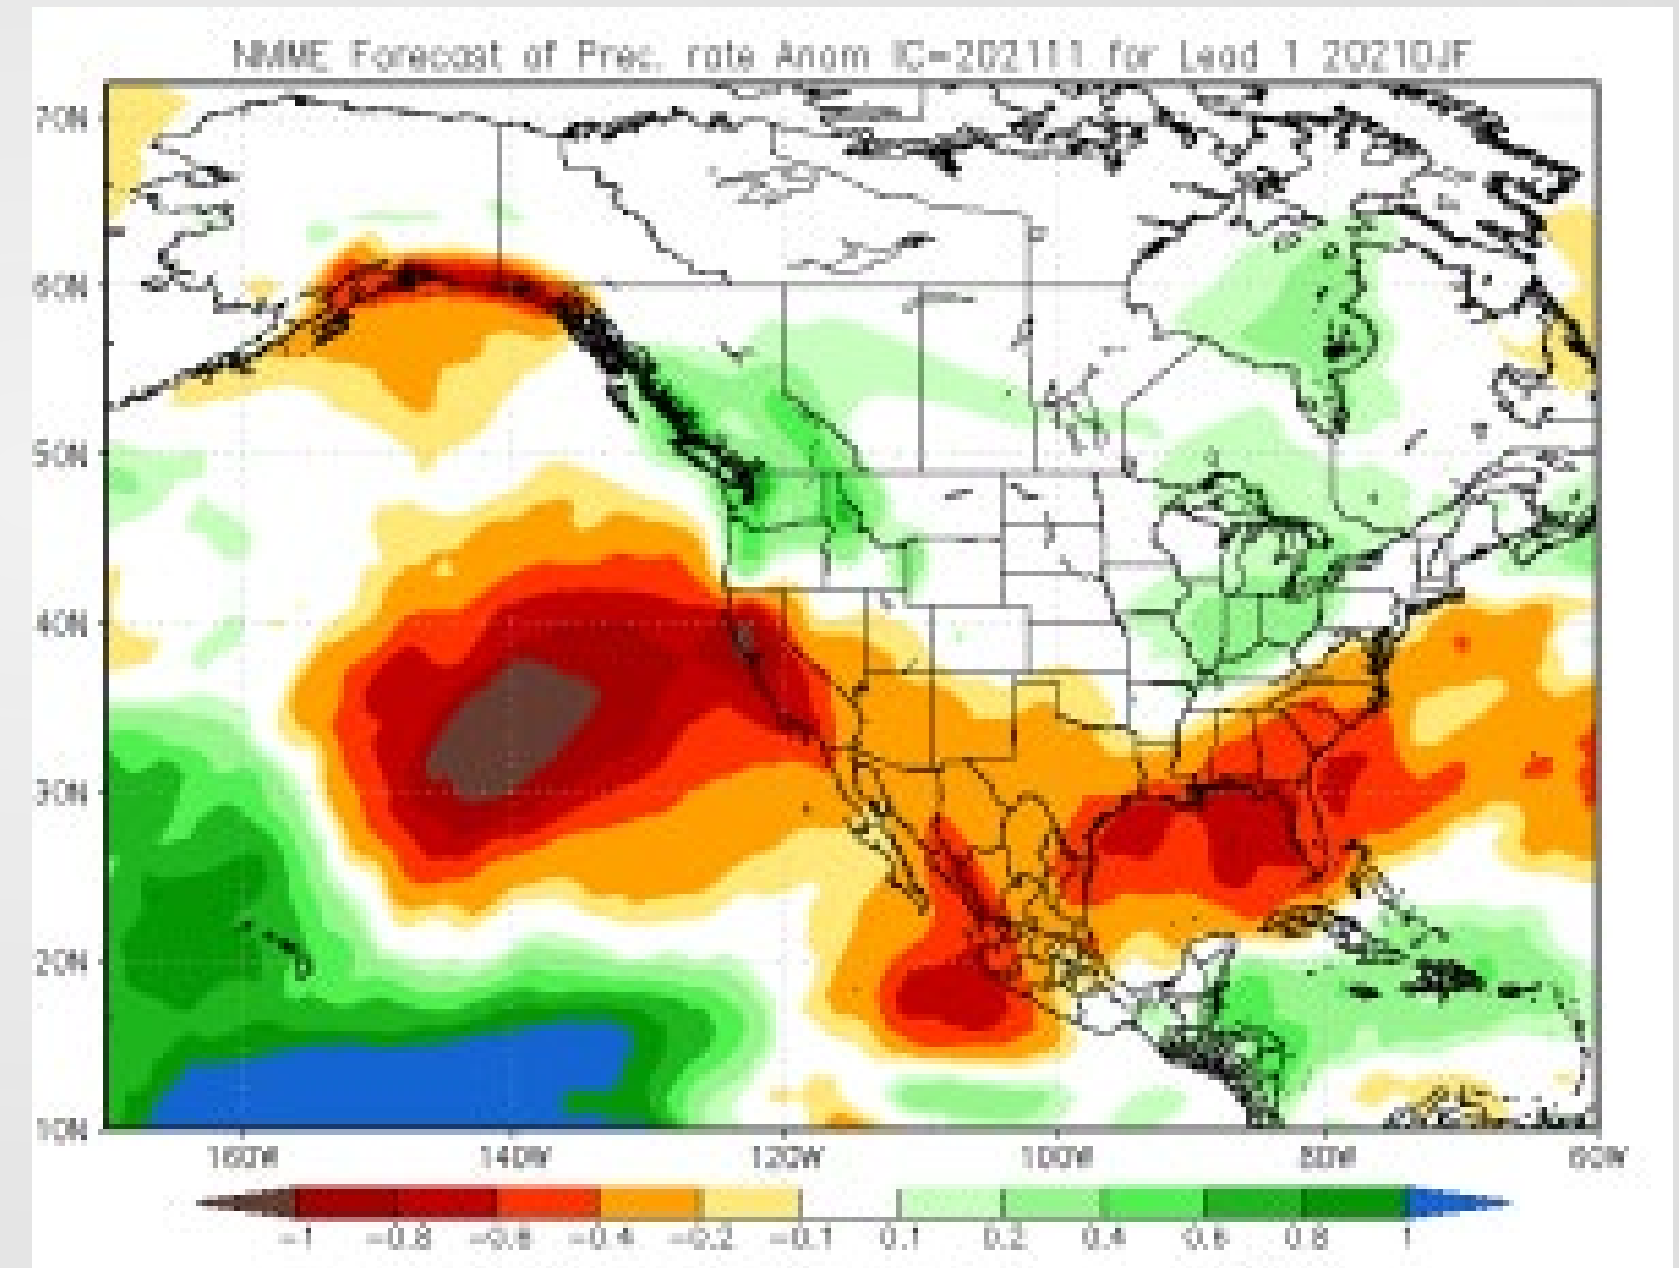 NMME Forecast of Prec. rate Anom IC=202111 for Lead 1 2021DJF
70N
60N
50N
40N
30N
20N
10N
160W 140W 120W 100W 80W 60W
-1 -0.8 -0.6 -0.4 -0.2 -0.1 0.1 0.2 0.4 0.6 0.8 1